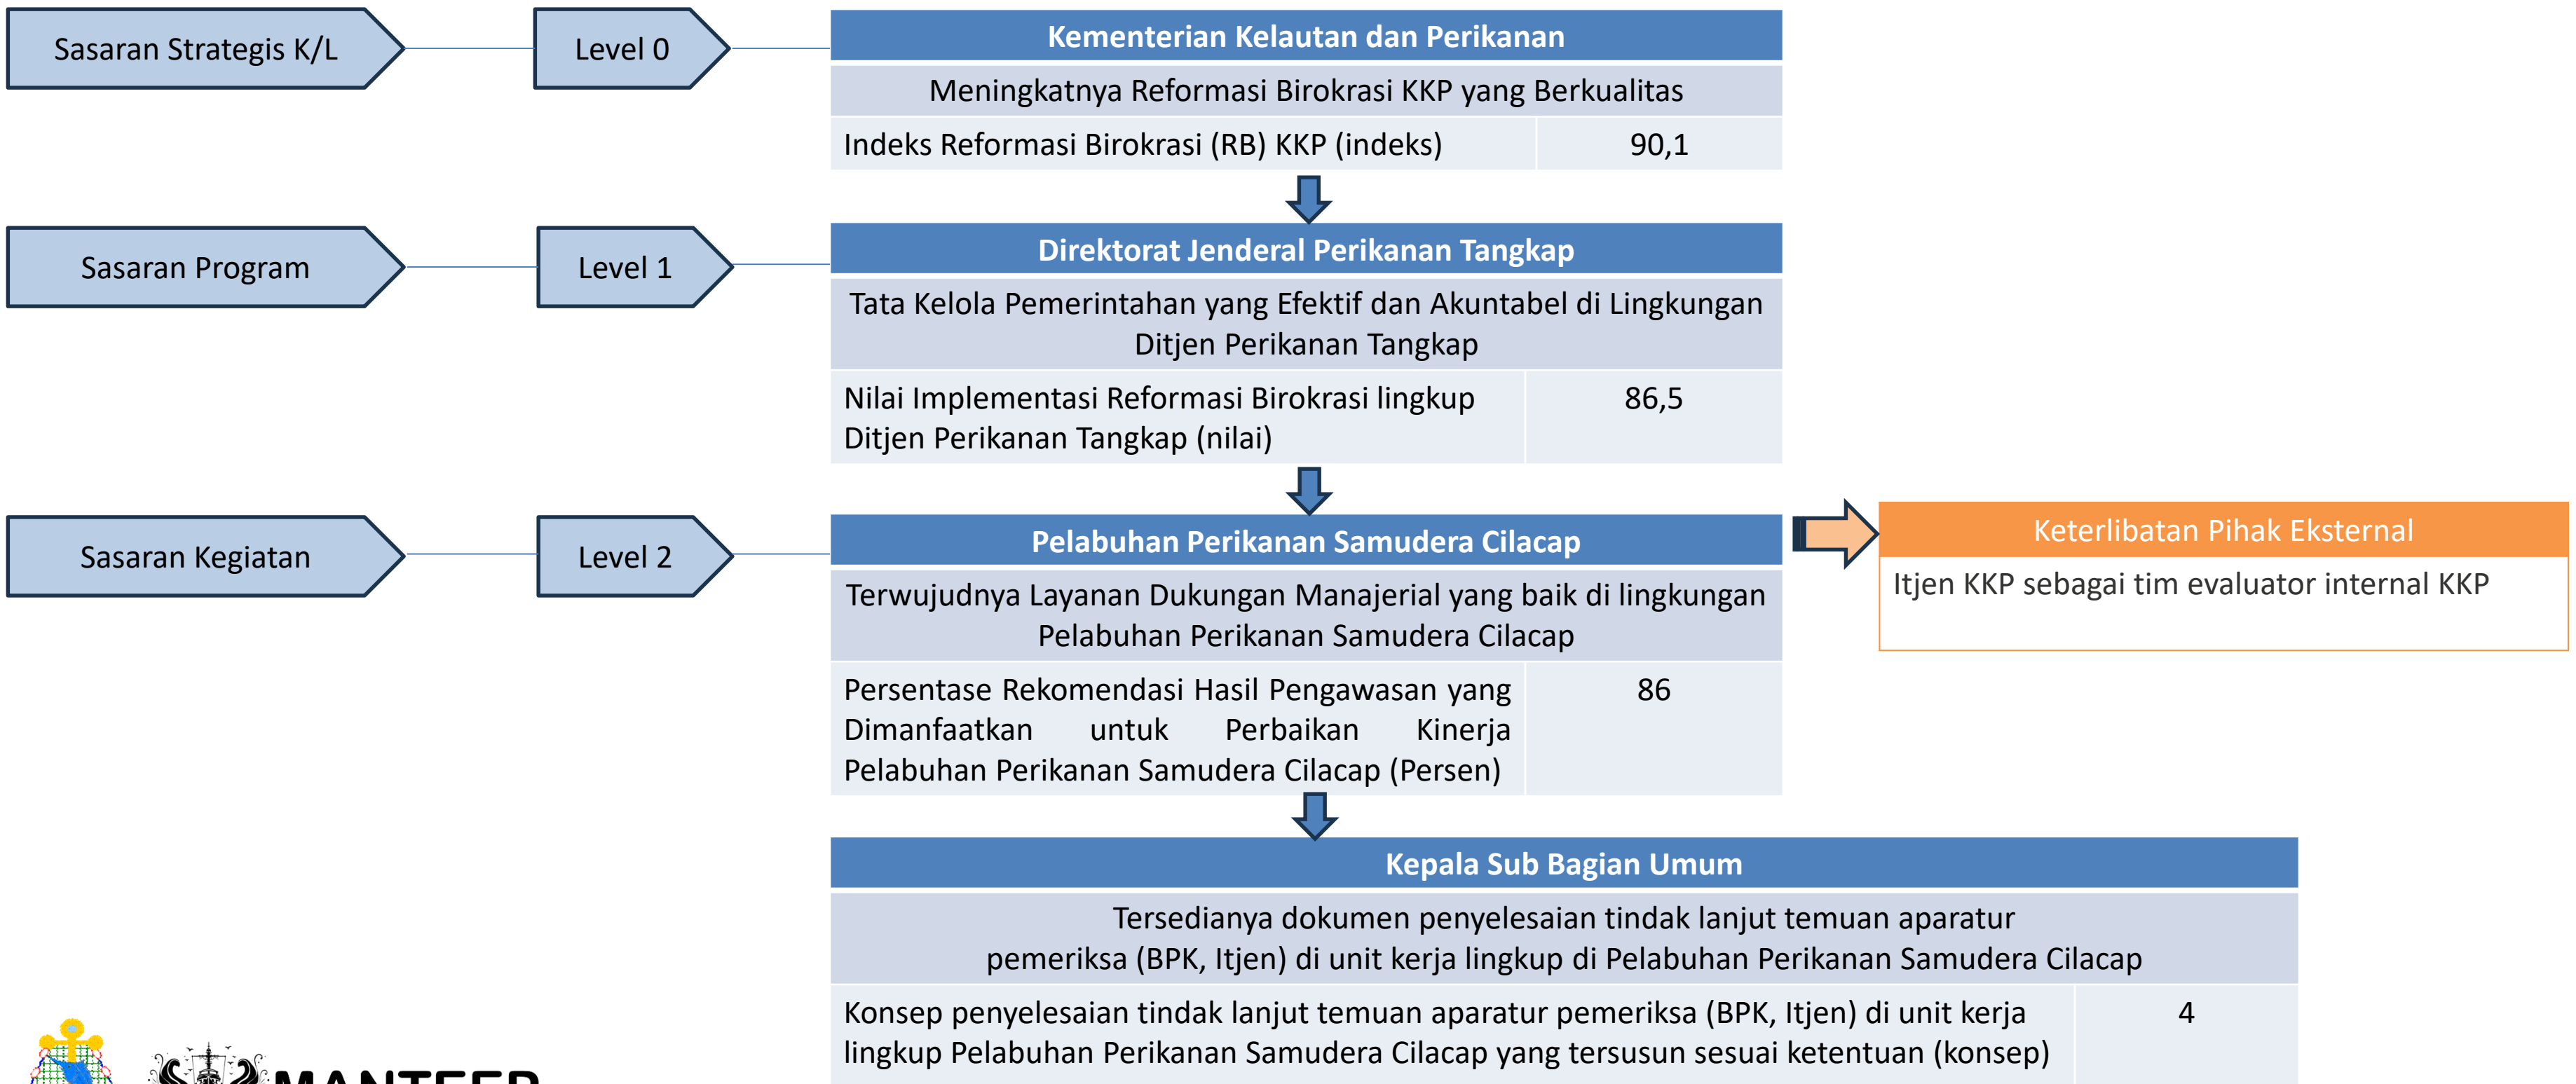 Sasaran Strategis K/L
Level 0
Kementerian Kelautan dan Perikanan
Meningkatnya Reformasi Birokrasi KKP yang Berkualitas
Indeks Reformasi Birokrasi (RB) KKP (indeks)
90,1
Sasaran Program
Level 1
Direktorat Jenderal Perikanan Tangkap
Tata Kelola Pemerintahan yang Efektif dan Akuntabel di Lingkungan
Ditjen Perikanan Tangkap
Nilai Implementasi Reformasi Birokrasi lingkup
Ditjen Perikanan Tangkap (nilai)
86,5
Sasaran Kegiatan
Level 2
Pelabuhan Perikanan Samudera Cilacap
Terwujudnya Layanan Dukungan Manajerial yang baik di lingkungan
Pelabuhan Perikanan Samudera Cilacap
Persentase Rekomendasi Hasil Pengawasan yang
Dimanfaatkan untuk Perbaikan Kinerja
Pelabuhan Perikanan Samudera Cilacap (Persen)
86
Keterlibatan Pihak Eksternal
Itjen KKP sebagai tim evaluator internal KKP
Kepala Sub Bagian Umum
Tersedianya dokumen penyelesaian tindak lanjut temuan aparatur
pemeriksa (BPK, Itjen) di unit kerja lingkup di Pelabuhan Perikanan Samudera Cilacap
Konsep penyelesaian tindak lanjut temuan aparatur pemeriksa (BPK, Itjen) di unit kerja
lingkup Pelabuhan Perikanan Samudera Cilacap yang tersusun sesuai ketentuan (konsep)
4